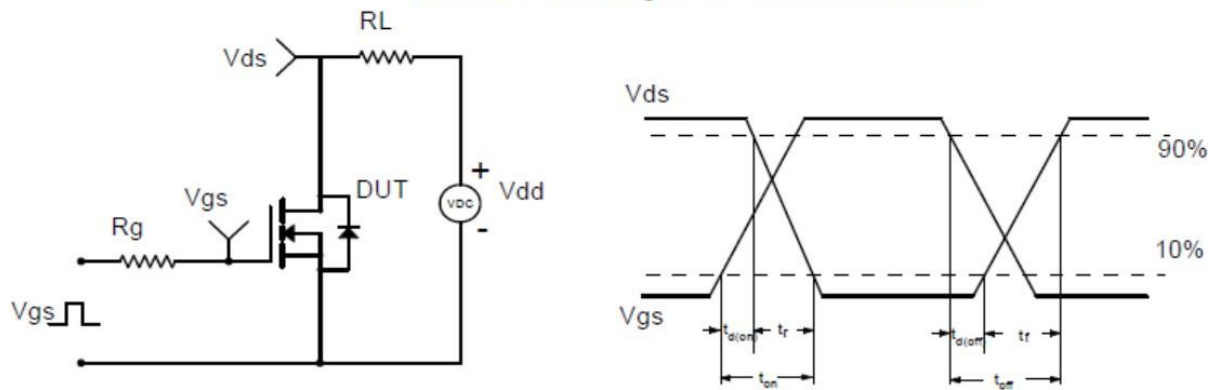 RL
Vds
Vgs
DUT
Rg
+
VDC
Vdd
-
Vgs
Vds
90%
10%
Vgs
td(on)
tr
td(off)
tf
ton
toff